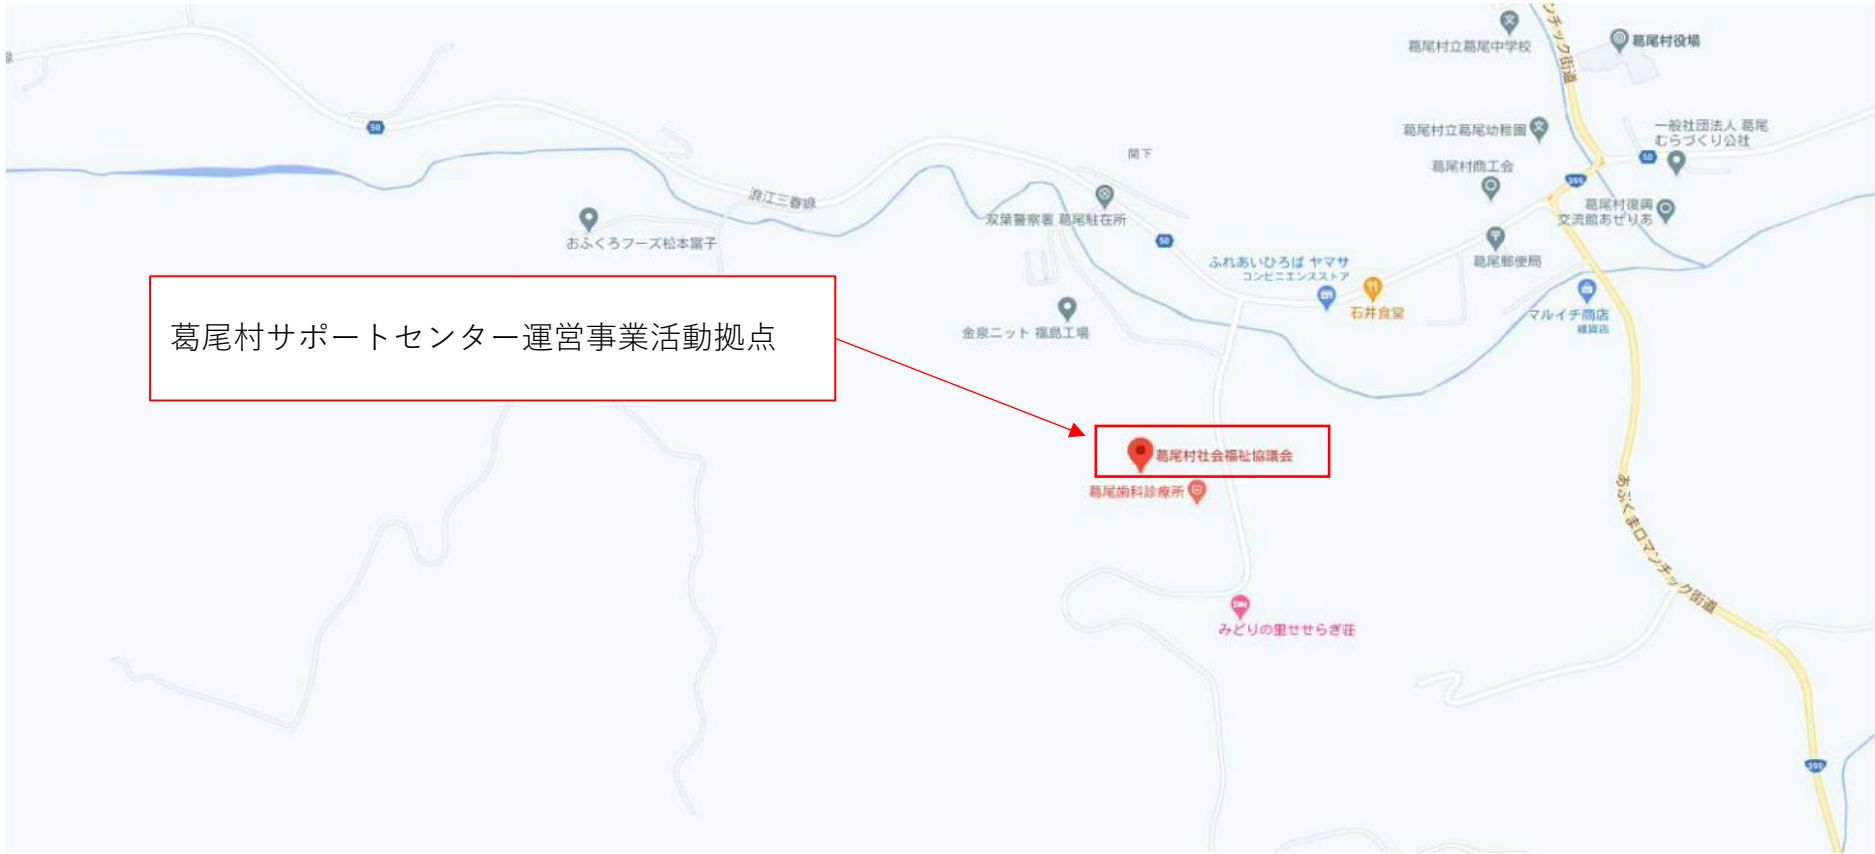 ンチック街道
葛尾村立葛尾中学校
葛尾村役場
50
葛尾村立葛尾幼稚園
一般社団法人 葛尾
むらづくり公社
関下
50
葛尾村商工会
399
浪江三春線
葛尾村復興
交流館あぜりあ
双葉警察署 葛尾駐在所
おふくろフーズ松本富子
50
葛尾郵便局
ふれあいひろば ヤマサ
コンビニエンスストア
石井食堂
マルイチ商店
雑貨店
金泉ニット 福島工場
葛尾村サポートセンター運営事業活動拠点
葛尾村社会福祉協議会
葛尾歯科診療所
あぶくまロマンチック街道
みどりの里せせらぎ荘
399